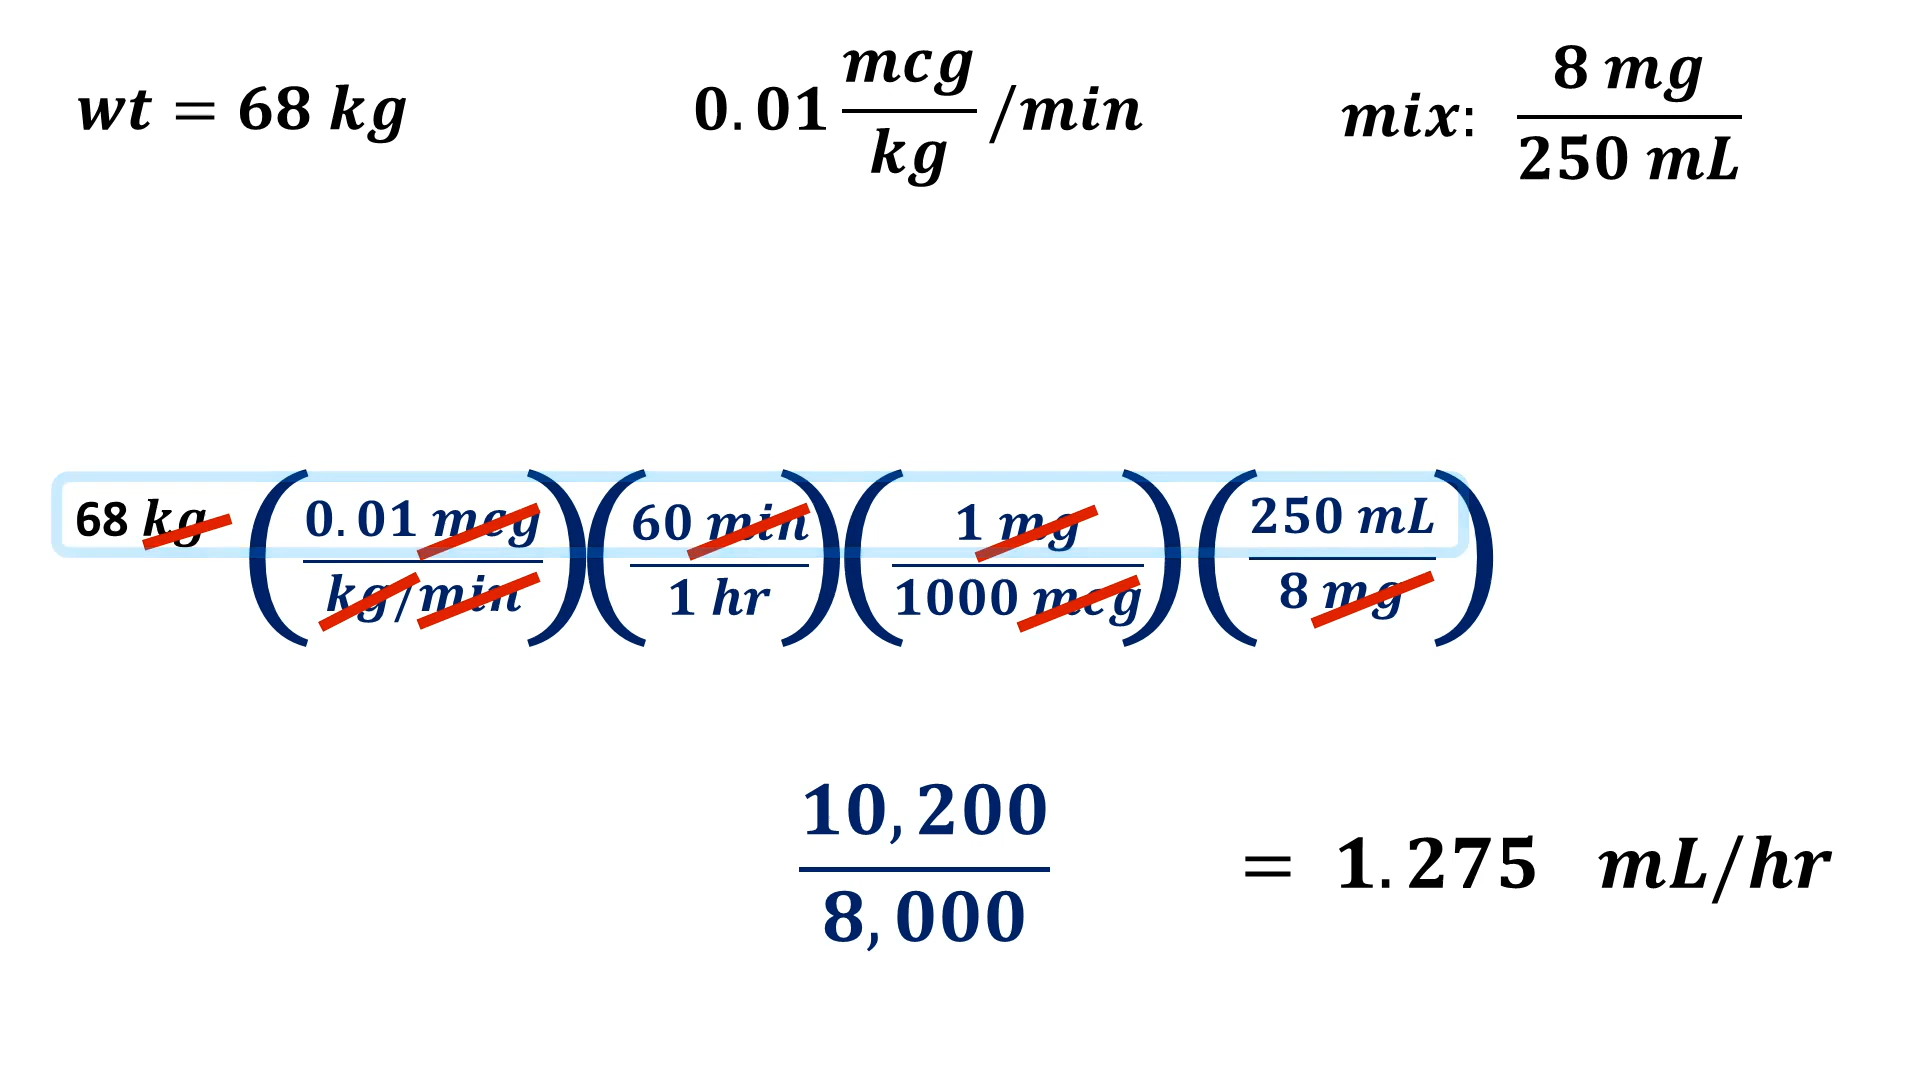 wt = 68 kg 0.01 mcg/kg /min mix: 8 mg/250 mL
68 kg (0.01 mcg / kg/min) (60 min / 1 hr) (1 mg / 1000 mcg) (250 mL / 8 mg)
10,200 / 8,000 = 1.275 mL/hr